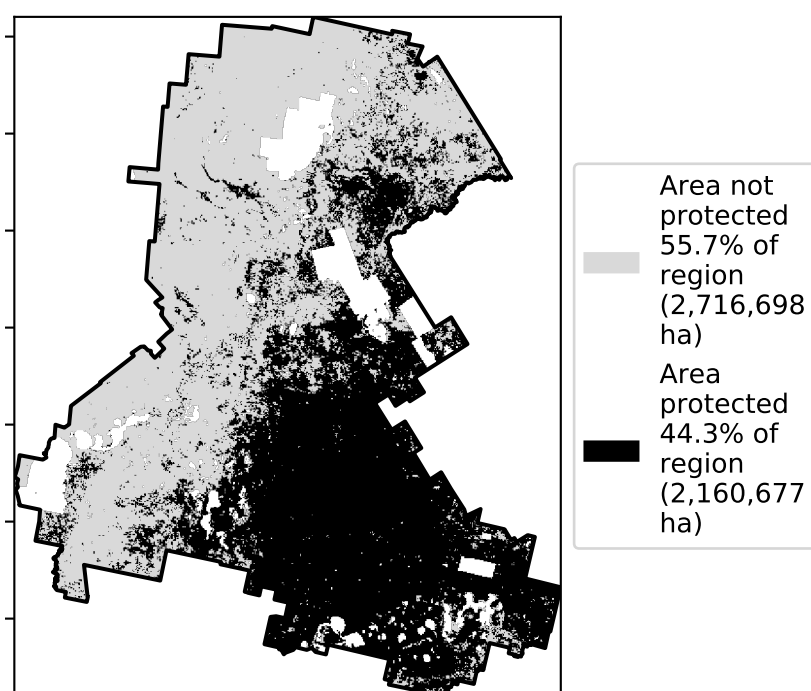 Area not
protected
55.7% of
region
(2,716,698
ha)
Area
protected
44.3% of
region
(2,160,677
ha)